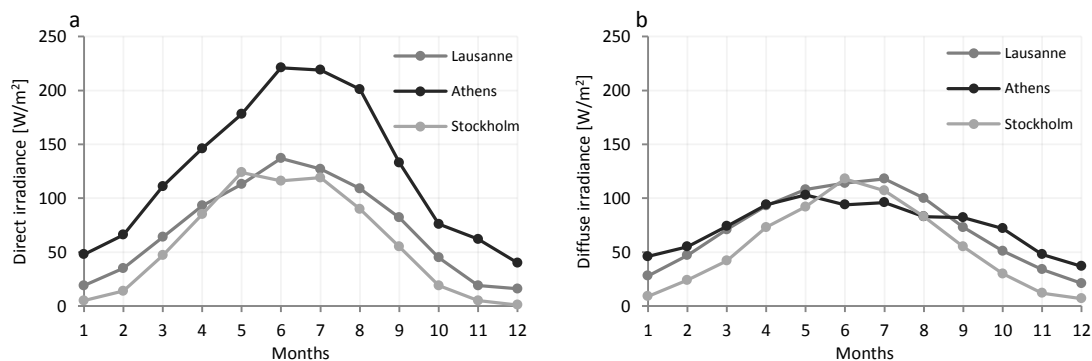 a
250
200
150
100
50
0
Direct irradiance [W/m²]
Lausanne
Athens
Stockholm
1 2 3 4 5 6 7 8 9 10 11 12
Months
b
250
200
150
100
50
0
Diffuse irradiance [W/m²]
Lausanne
Athens
Stockholm
1 2 3 4 5 6 7 8 9 10 11 12
Months